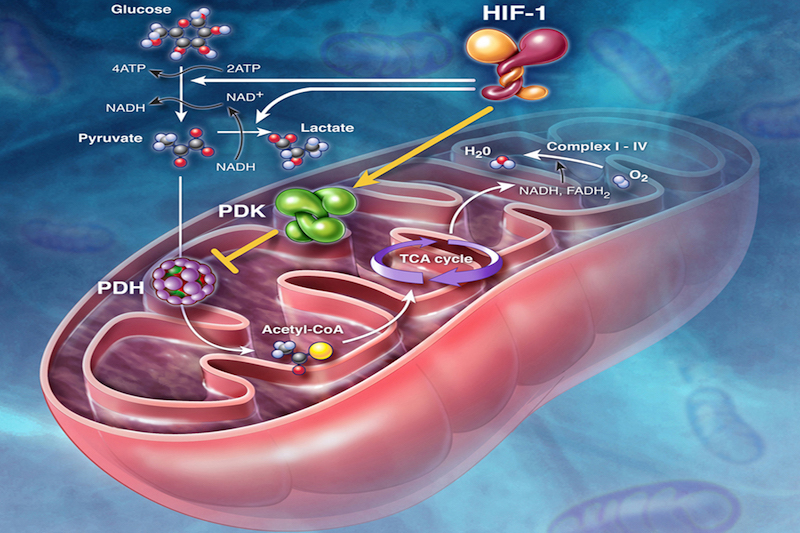 Glucose
HIF-1
4ATP
2ATP
NADH
NAD+
Pyruvate
Lactate
NADH
H20
Complex I - IV
O2
NADH, FADH2
PDK
TCA cycle
PDH
Acetyl-CoA